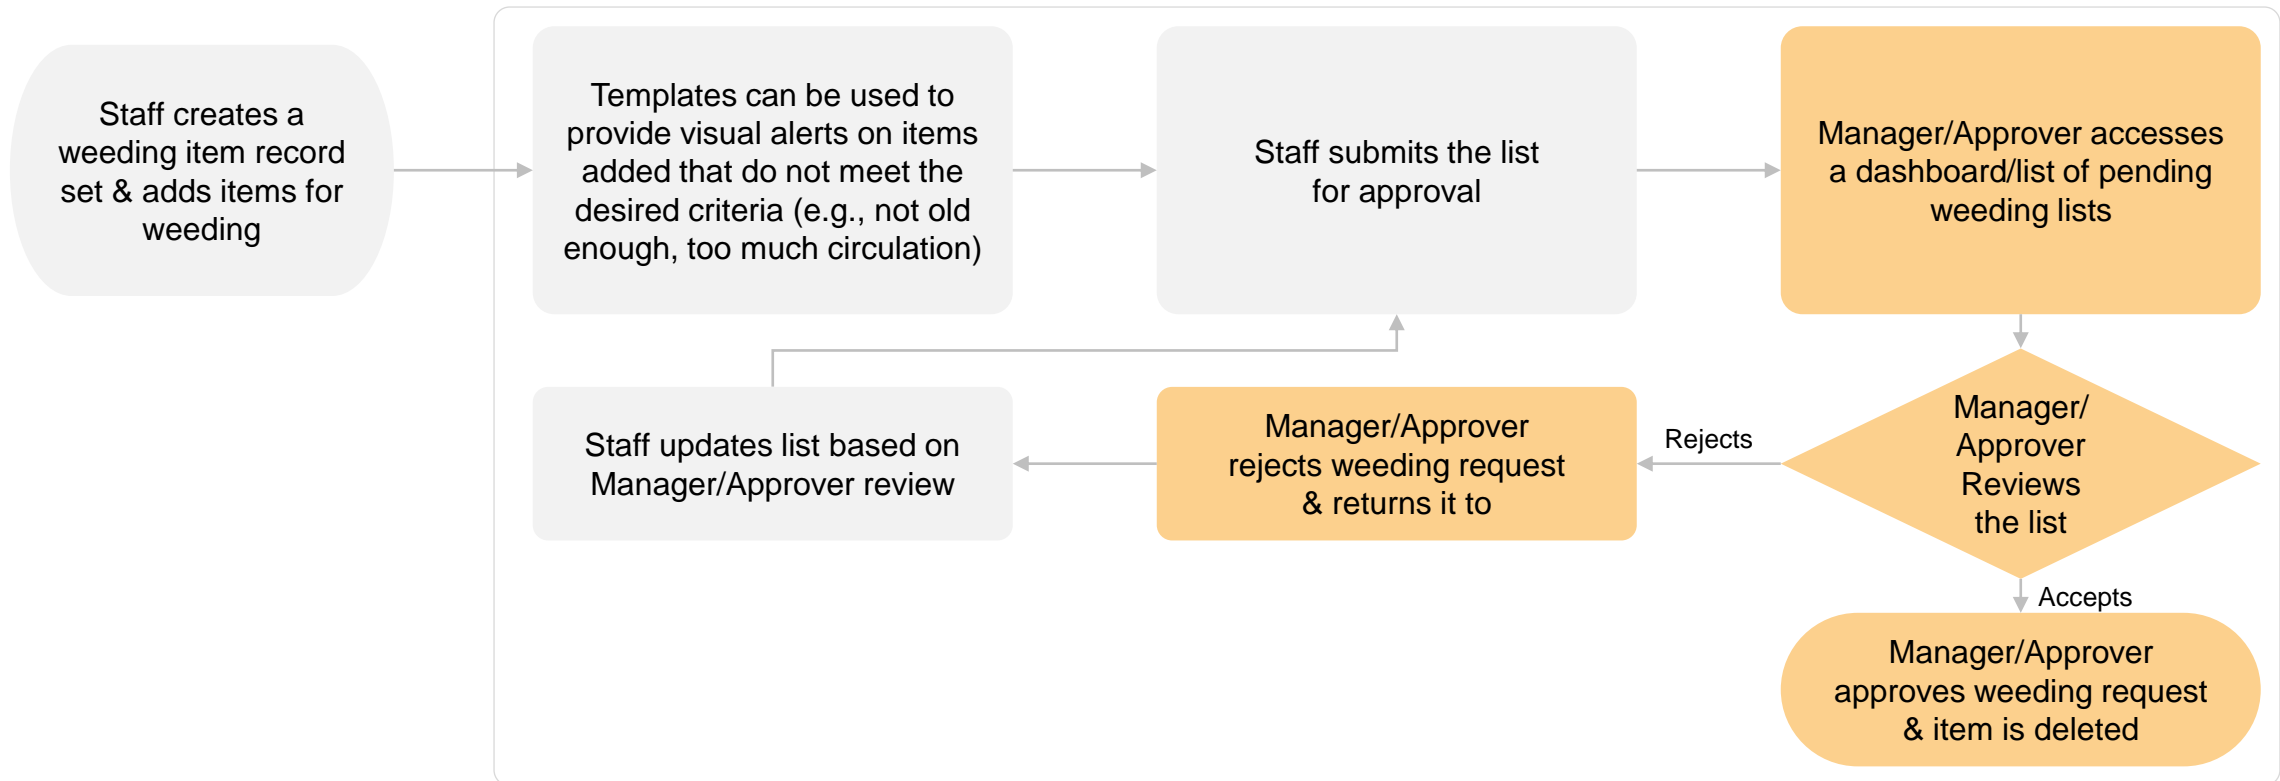 Staff creates a
weeding item record
set & adds items for
weeding
Templates can be used to
provide visual alerts on items
added that do not meet the
desired criteria (e.g., not old
enough, too much circulation)
Staff submits the list
for approval
Manager/Approver accesses
a dashboard/list of pending
weeding lists
Manager/
Approver
Reviews
the list
Rejects
Manager/Approver
rejects weeding request
& returns it to
Staff updates list based on
Manager/Approver review
Accepts
Manager/Approver
approves weeding request
& item is deleted